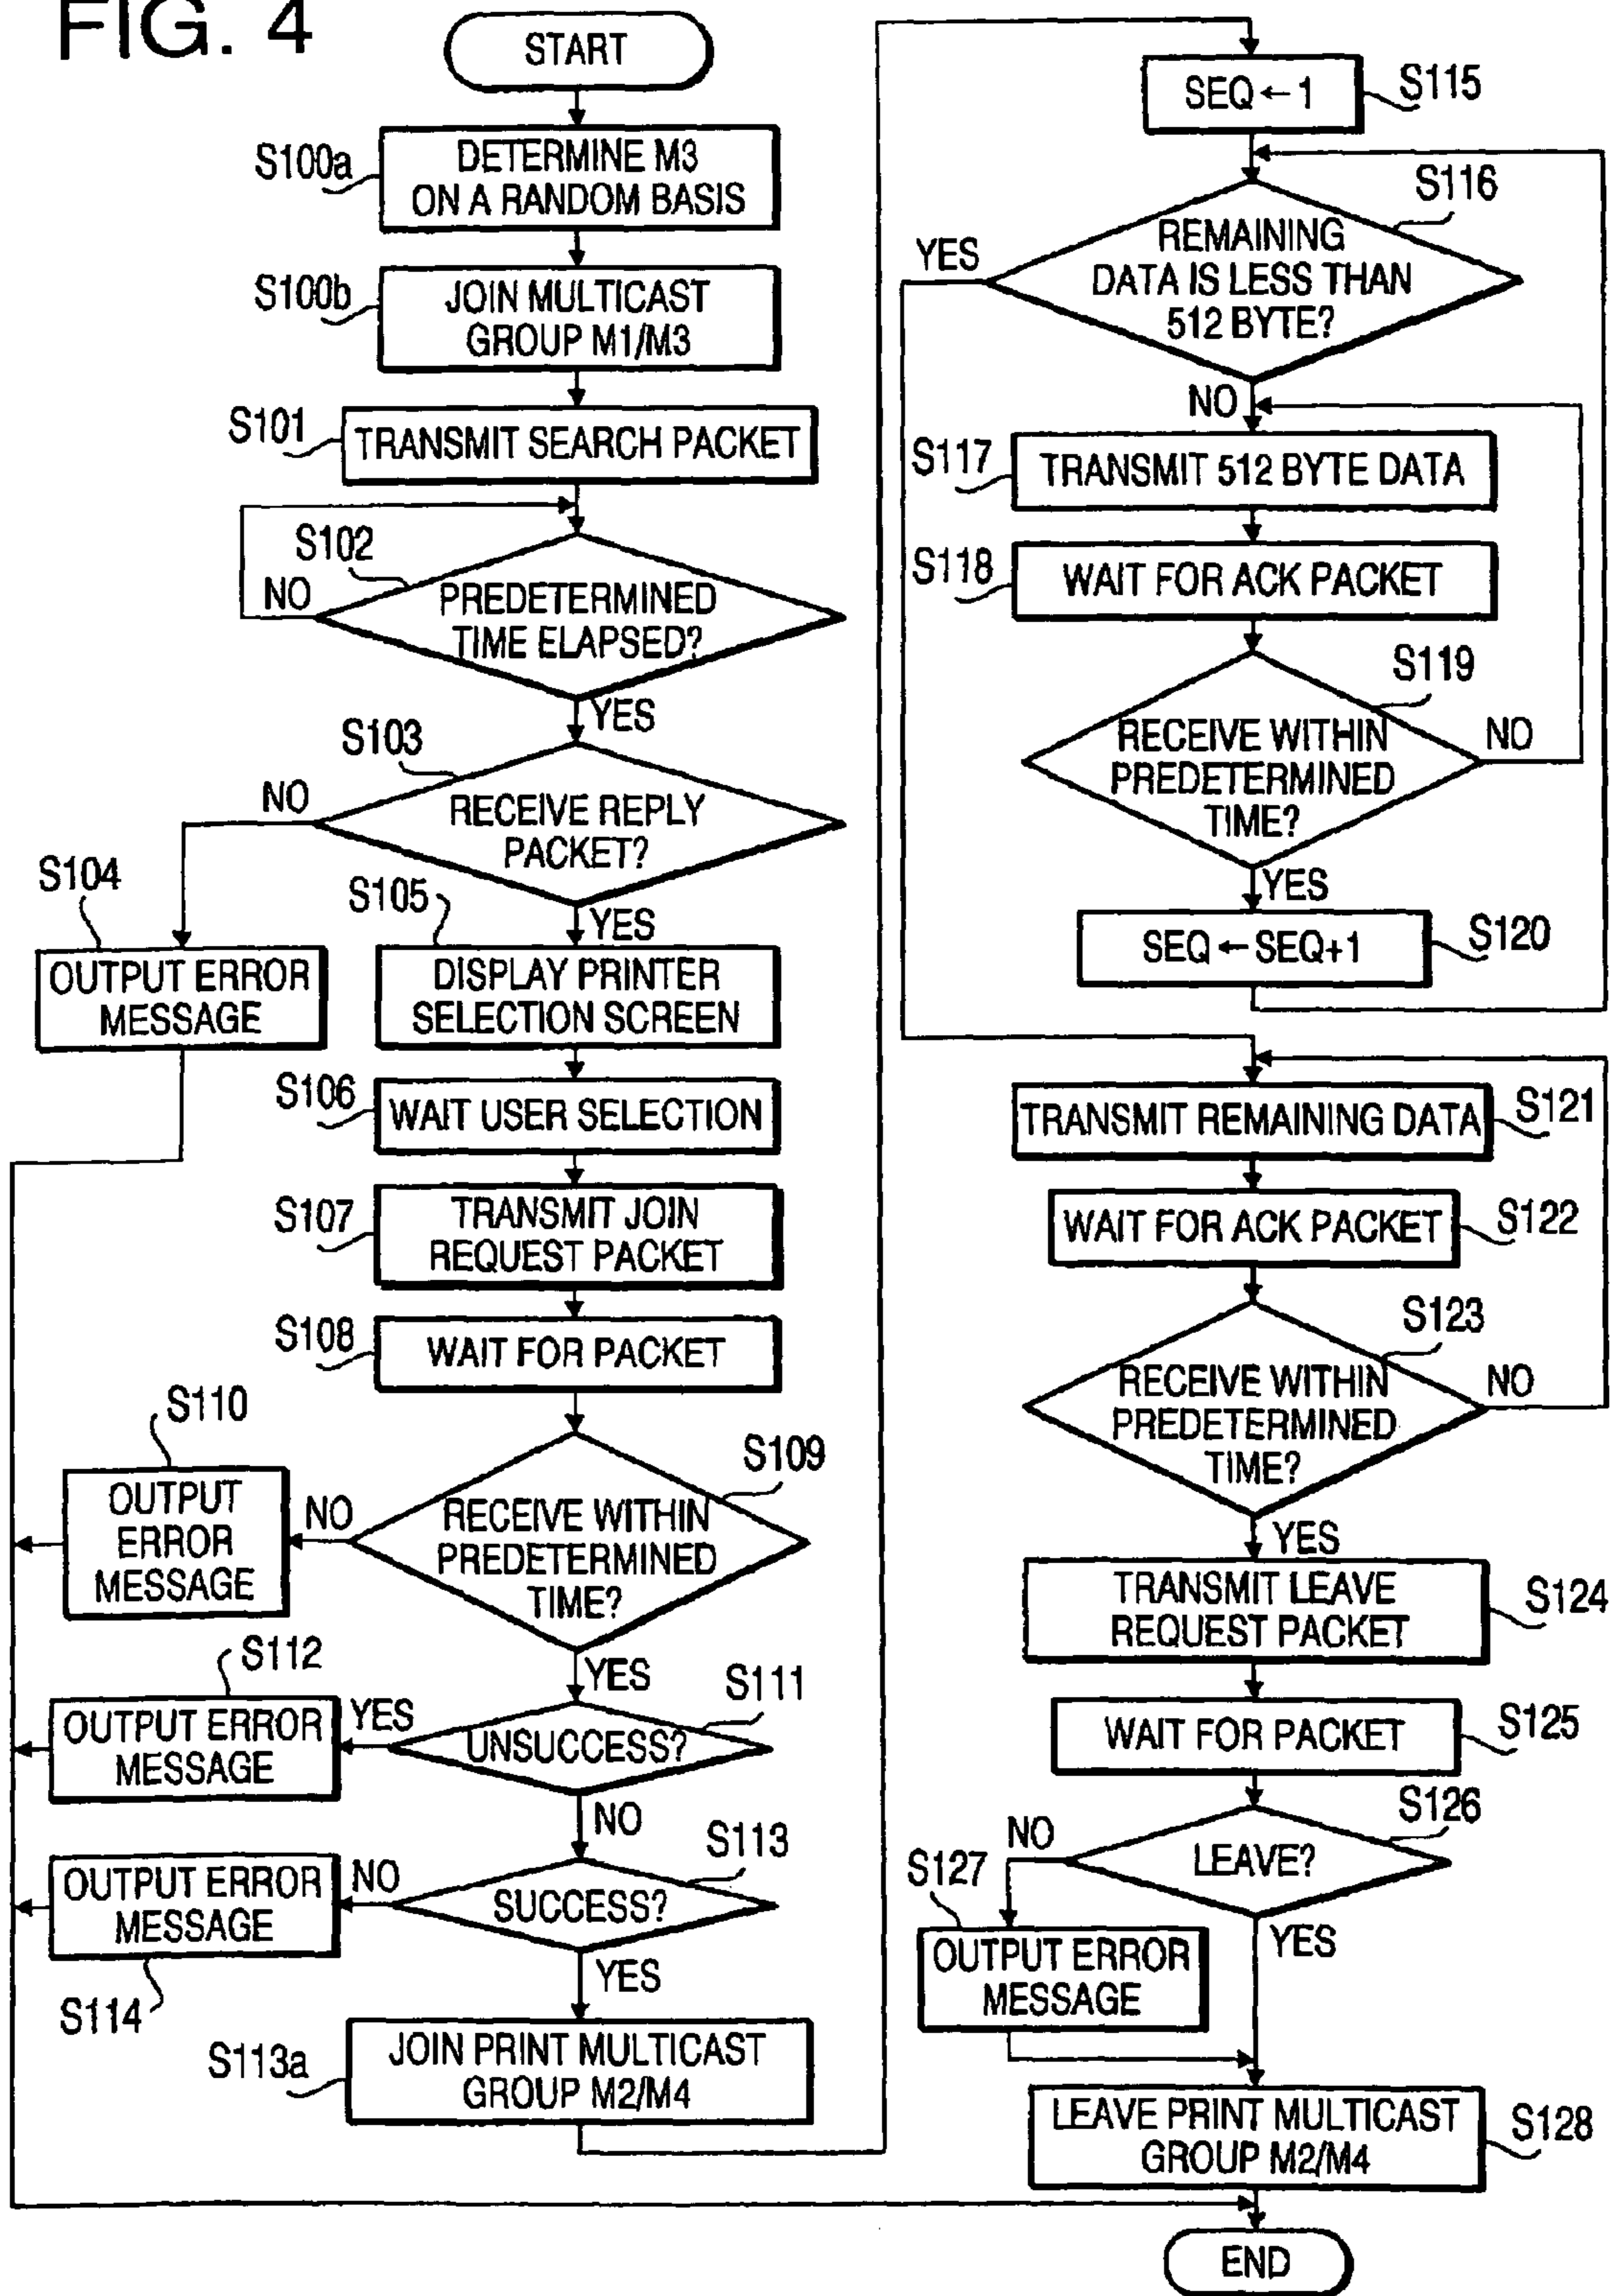 FIG. 4
START
S100a
DETERMINE M3
ON A RANDOM BASIS
S100b
JOIN MULTICAST
GROUP M1/M3
S101
TRANSMIT SEARCH PACKET
S102
NO
PREDETERMINED
TIME ELAPSED?
YES
S103
NO
RECEIVE REPLY
PACKET?
YES
S104
OUTPUT ERROR
MESSAGE
S105
DISPLAY PRINTER
SELECTION SCREEN
S106
WAIT USER SELECTION
S107
TRANSMIT JOIN
REQUEST PACKET
S108
WAIT FOR PACKET
S109
RECEIVE WITHIN
PREDETERMINED
TIME?
NO
S110
OUTPUT
ERROR
MESSAGE
YES
S111
UNSUCCESS?
YES
S112
OUTPUT ERROR
MESSAGE
NO
S113
SUCCESS?
NO
OUTPUT ERROR
MESSAGE
S114
YES
S113a
JOIN PRINT MULTICAST
GROUP M2/M4
SEQ←1
S115
S116
REMAINING
DATA IS LESS THAN
512 BYTE?
YES
NO
S117
TRANSMIT 512 BYTE DATA
S118
WAIT FOR ACK PACKET
S119
RECEIVE WITHIN
PREDETERMINED
TIME?
NO
YES
SEQ←SEQ+1
S120
TRANSMIT REMAINING DATA
S121
WAIT FOR ACK PACKET
S122
S123
RECEIVE WITHIN
PREDETERMINED
TIME?
NO
YES
TRANSMIT LEAVE
REQUEST PACKET
S124
WAIT FOR PACKET
S125
S126
LEAVE?
NO
S127
OUTPUT ERROR
MESSAGE
YES
LEAVE PRINT MULTICAST
GROUP M2/M4
S128
END